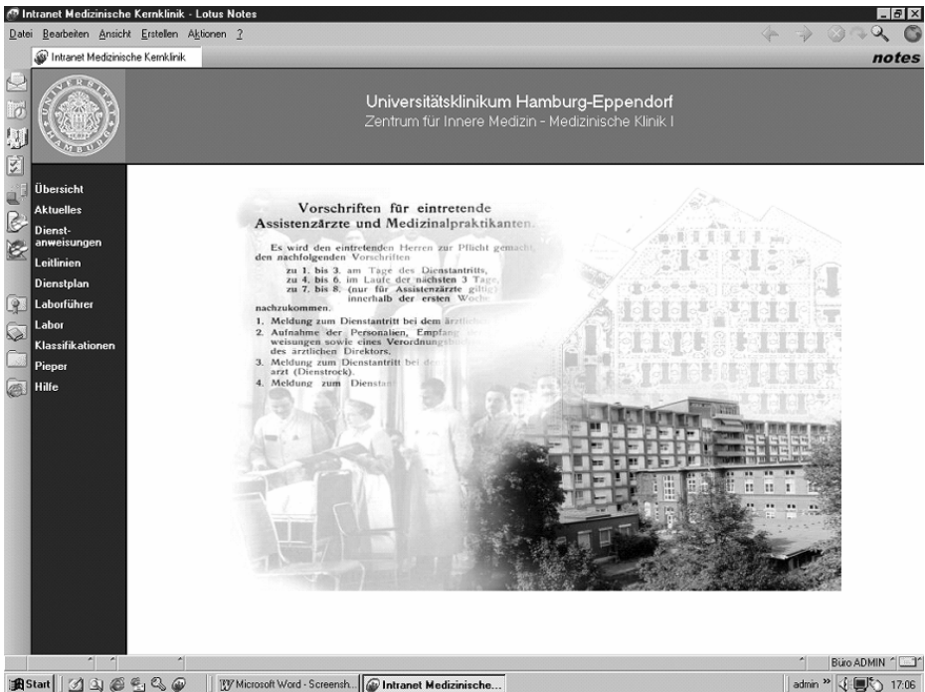 Intranet Medizinische Kernklinik - Lotus Notes
Datei Bearbeiten Ansicht Erstellen Aktionen ?
Intranet Medizinische Kernklinik
notes
UNIVERSITÄT HAMBURG
Universitätsklinikum Hamburg-Eppendorf
Zentrum für Innere Medizin - Medizinische Klinik I
Übersicht
Aktuelles
Dienst-
anweisungen
Leitlinien
Dienstplan
Laborführer
Labor
Klassifikationen
Pieper
Hilfe
Vorschriften für eintretende
Assistenzärzte und Medizinalpraktikanten.
Es wird den eintretenden Herren zur Pflicht gemacht,
den nachfolgenden Vorschriften
zu 1. bis 3. am Tage des Dienstantritts,
zu 4. bis 6. im Laufe der nächsten 3 Tage,
zu 7. bis 8. (nur für Assistenzärzte giltig)
innerhalb der ersten Woche
nachzukommen.
1. Meldung zum Dienstantritt bei dem
2. Aufnahme der Personalien, Empfang
weisungen sowie eines
des ärztlichen Direktors.
3. Meldung zum Dienstantritt bei
arzt (Dienstrock).
4. Meldung zum
Büro ADMIN
Start
Microsoft Word - Screensh...
Intranet Medizinische...
admin »
17:06